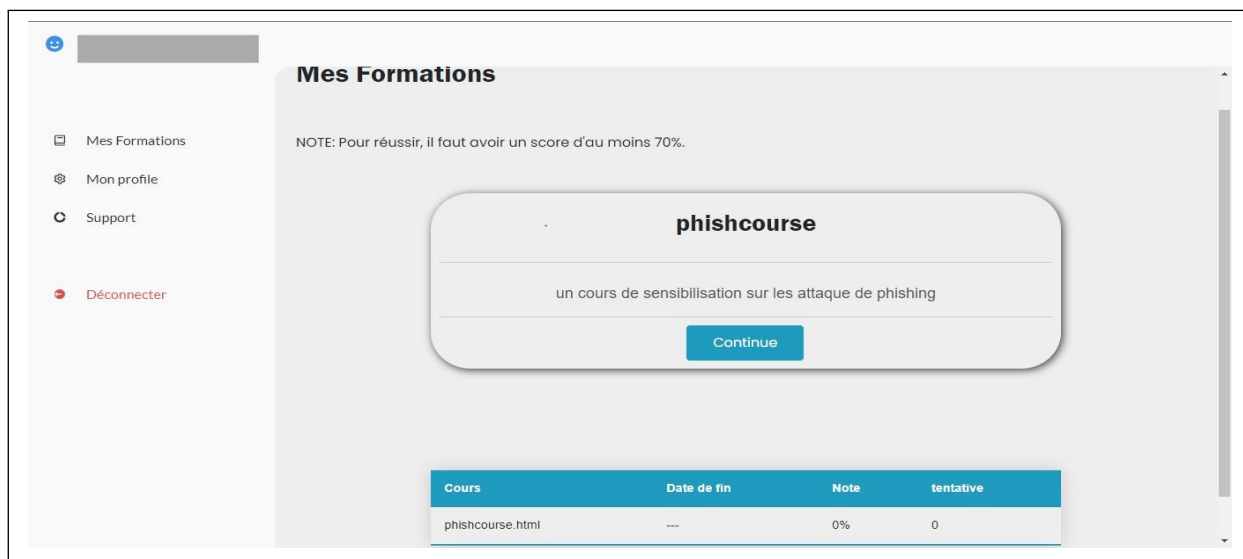 Mes Formations
Mes Formations
NOTE: Pour réussir, il faut avoir un score d'au moins 70%.
Mon profile
Support
Déconnecter
phishcourse
un cours de sensibilisation sur les attaque de phishing
Continue
Cours Date de fin Note tentative
phishcourse.html --- 0% 0